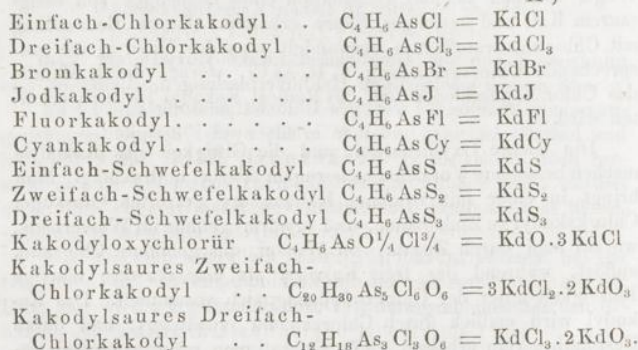 Einfach-Chlorkakodyl . . C₄H₆AsCl = KdCl
Dreifach-Chlorkakodyl . C₄H₆AsCl₃ = KdCl₃
Bromkakodyl . . . . . . C₄H₆AsBr = KdBr
Jodkakodyl . . . . . . C₄H₆AsJ = KdJ
Fluorkakodyl . . . . . . C₄H₆AsFl = KdFl
Cyankakodyl . . . . . . C₄H₆AsCy = KdCy
Einfach-Schwefelkakodyl C₄H₆AsS = KdS
Zweifach-Schwefelkakodyl C₄H₆AsS₂ = KdS₂
Dreifach-Schwefelkakodyl C₄H₆AsS₃ = KdS₃
Kakodyloxychlorür C₄H₆AsO¼Cl¾ = KdO.3KdCl
Kakodylsaures Zweifach-
Chlorkakodyl . . C₂₀H₃₀As₅Cl₆O₆ = 3KdCl₂.2KdO₃
Kakodylsaures Dreifach-
Chlorkakodyl . . C₁₂H₁₈As₃Cl₃O₆ = KdCl₃.2KdO₃.